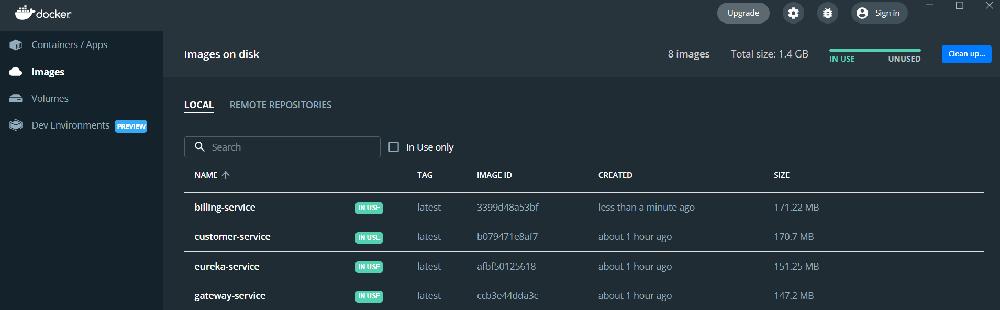 docker
Upgrade
Sign in
Containers / Apps
Images
Volumes
Dev Environments PREVIEW
Images on disk
8 images
Total size: 1.4 GB
IN USE UNUSED
Clean up...
LOCAL REMOTE REPOSITORIES
Search
In Use only
NAME TAG IMAGE ID CREATED SIZE
billing-service IN USE latest 3399d48a53bf less than a minute ago 171.22 MB
customer-service IN USE latest b079471e8af7 about 1 hour ago 170.7 MB
eureka-service IN USE latest afbf50125618 about 1 hour ago 151.25 MB
gateway-service IN USE latest ccb3e44dda3c about 1 hour ago 147.2 MB